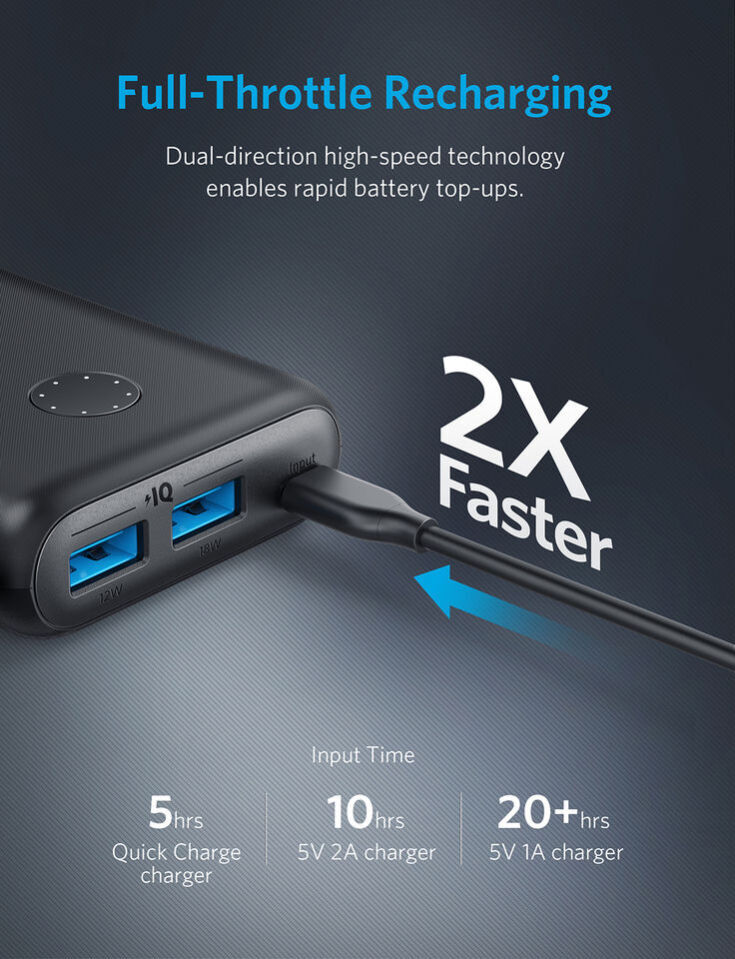 Full-Throttle Recharging
Dual-direction high-speed technology
enables rapid battery top-ups.
2X
Faster
Input
IQ
18W
12W
Input Time
5hrs
Quick Charge
charger
10hrs
5V 2A charger
20+hrs
5V 1A charger